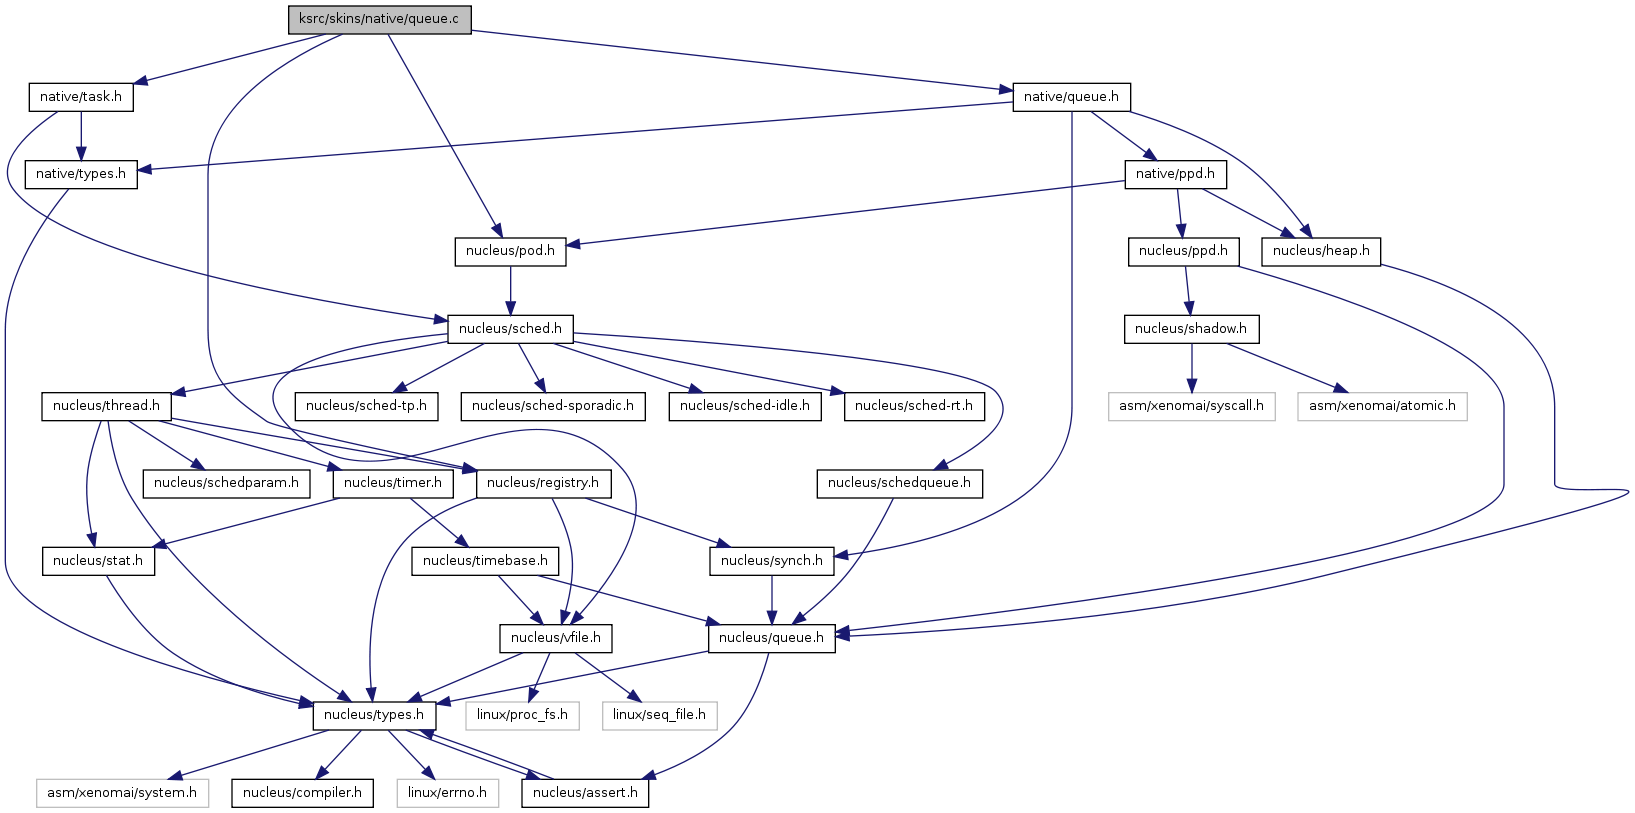 ksrc/skins/native/queue.c
native/task.h
native/queue.h
native/types.h
native/ppd.h
nucleus/pod.h
nucleus/ppd.h
nucleus/heap.h
nucleus/sched.h
nucleus/shadow.h
nucleus/thread.h
nucleus/sched-tp.h
nucleus/sched-sporadic.h
nucleus/sched-idle.h
nucleus/sched-rt.h
asm/xenomai/syscall.h
asm/xenomai/atomic.h
nucleus/schedparam.h
nucleus/timer.h
nucleus/registry.h
nucleus/schedqueue.h
nucleus/stat.h
nucleus/timebase.h
nucleus/synch.h
nucleus/vfile.h
nucleus/queue.h
nucleus/types.h
linux/proc_fs.h
linux/seq_file.h
asm/xenomai/system.h
nucleus/compiler.h
linux/errno.h
nucleus/assert.h